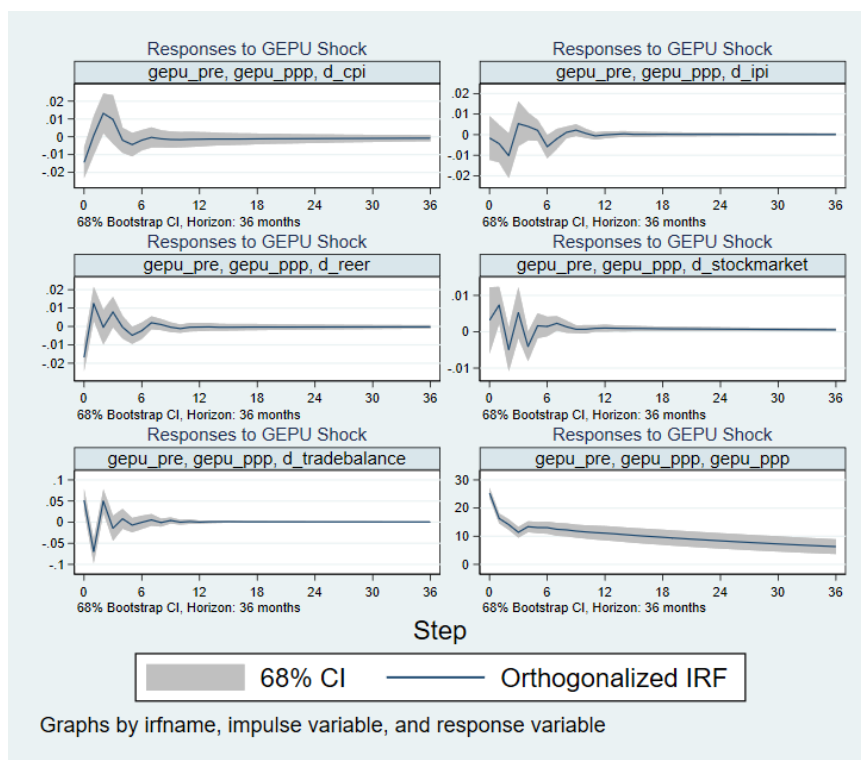 Responses to GEPU Shock
gepu_pre, gepu_ppp, d_cpi
.02
.01
0
-.01
-.02
0 6 12 18 24 30 36
68% Bootstrap CI, Horizon: 36 months
Responses to GEPU Shock
gepu_pre, gepu_ppp, d_ipi
.02
.01
0
-.01
-.02
0 6 12 18 24 30 36
68% Bootstrap CI, Horizon: 36 months
Responses to GEPU Shock
gepu_pre, gepu_ppp, d_reer
.02
.01
0
-.01
-.02
0 6 12 18 24 30 36
68% Bootstrap CI, Horizon: 36 months
Responses to GEPU Shock
gepu_pre, gepu_ppp, d_stockmarket
.01
0
-.01
0 6 12 18 24 30 36
68% Bootstrap CI, Horizon: 36 months
Responses to GEPU Shock
gepu_pre, gepu_ppp, d_tradebalance
.1
.05
0
-.05
-.1
0 6 12 18 24 30 36
68% Bootstrap CI, Horizon: 36 months
Responses to GEPU Shock
gepu_pre, gepu_ppp, gepu_ppp
30
20
10
0
0 6 12 18 24 30 36
68% Bootstrap CI, Horizon: 36 months
Step
68% CI
Orthogonalized IRF
Graphs by irfname, impulse variable, and response variable